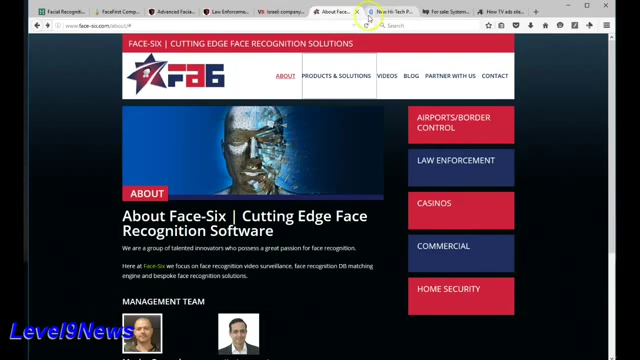 Facial Recognition
FaceFirst Comp...
Advanced Facia...
Law Enforceme...
Israeli company...
About Face-...
New Hi-Tech P...
For sale: System...
How TV ads sile...
www.face-six.com/about/#
Search
FACE-SIX | CUTTING EDGE FACE RECOGNITION SOLUTIONS
FA6
ABOUT
PRODUCTS & SOLUTIONS
VIDEOS
BLOG
PARTNER WITH US
CONTACT
AIRPORTS/BORDER
CONTROL
LAW ENFORCEMENT
CASINOS
COMMERCIAL
HOME SECURITY
ABOUT
About Face-Six | Cutting Edge Face
Recognition Software
We are a group of talented innovators who possess a great passion for face recognition.
Here at Face-Six we focus on face recognition video surveillance, face recognition DB matching
engine and bespoke face recognition solutions.
MANAGEMENT TEAM
Level9News